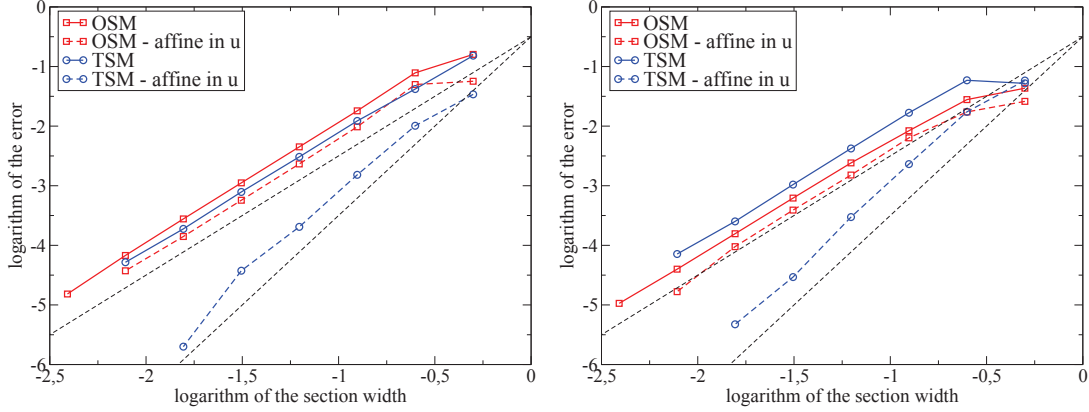 0
-1
-2
-3
-4
-5
-6
logarithm of the error
OSM
OSM - affine in u
TSM
TSM - affine in u
-2,5 -2 -1,5 -1 -0,5 0
logarithm of the section width
0
-1
-2
-3
-4
-5
-6
logarithm of the error
OSM
OSM - affine in u
TSM
TSM - affine in u
-2,5 -2 -1,5 -1 -0,5 0
logarithm of the section width